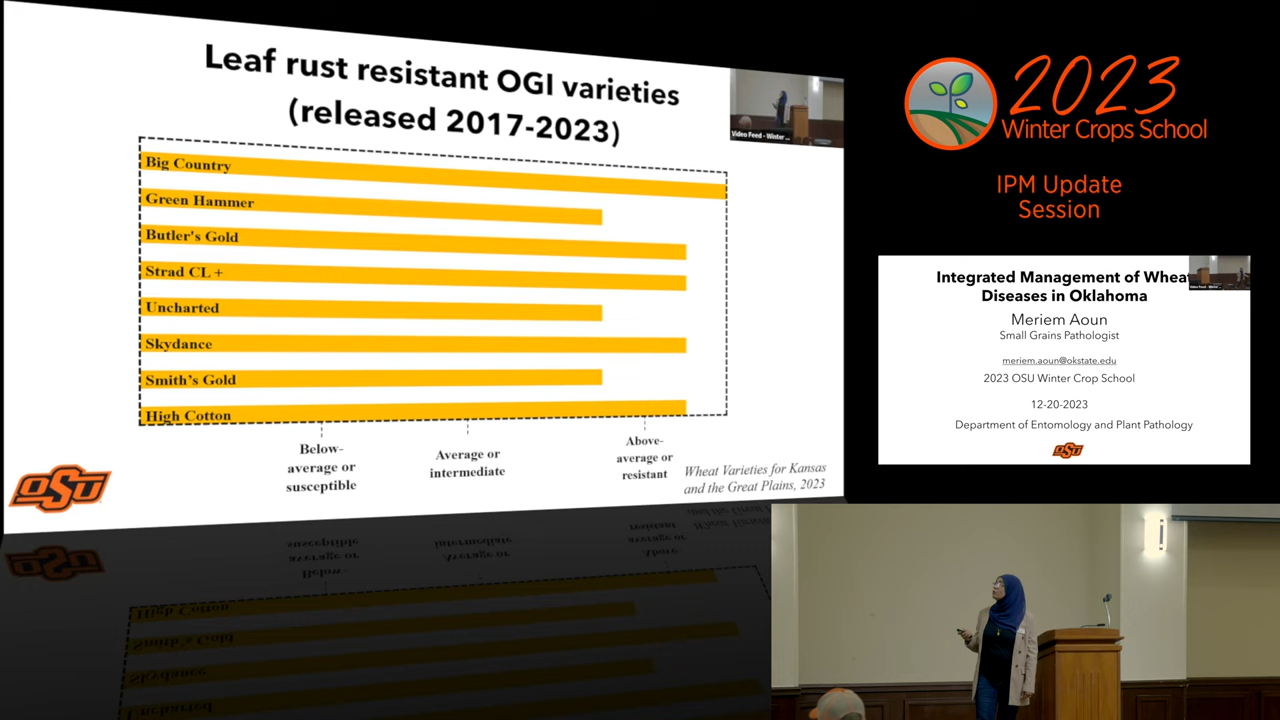 Leaf rust resistant OGI varieties
(released 2017-2023)
Video Feed - Winter ...
Big Country
Green Hammer
Butler's Gold
Strad CL +
Uncharted
Skydance
Smith's Gold
High Cotton
Below-
average or
susceptible
Average or
intermediate
Above-
average or
resistant
Wheat Varieties for Kansas
and the Great Plains, 2023
OSU
2023
Winter Crops School
IPM Update
Session
Integrated Management of Wheat
Diseases in Oklahoma
Meriem Aoun
Small Grains Pathologist
meriem.aoun@okstate.edu
2023 OSU Winter Crop School
12-20-2023
Department of Entomology and Plant Pathology
OSU